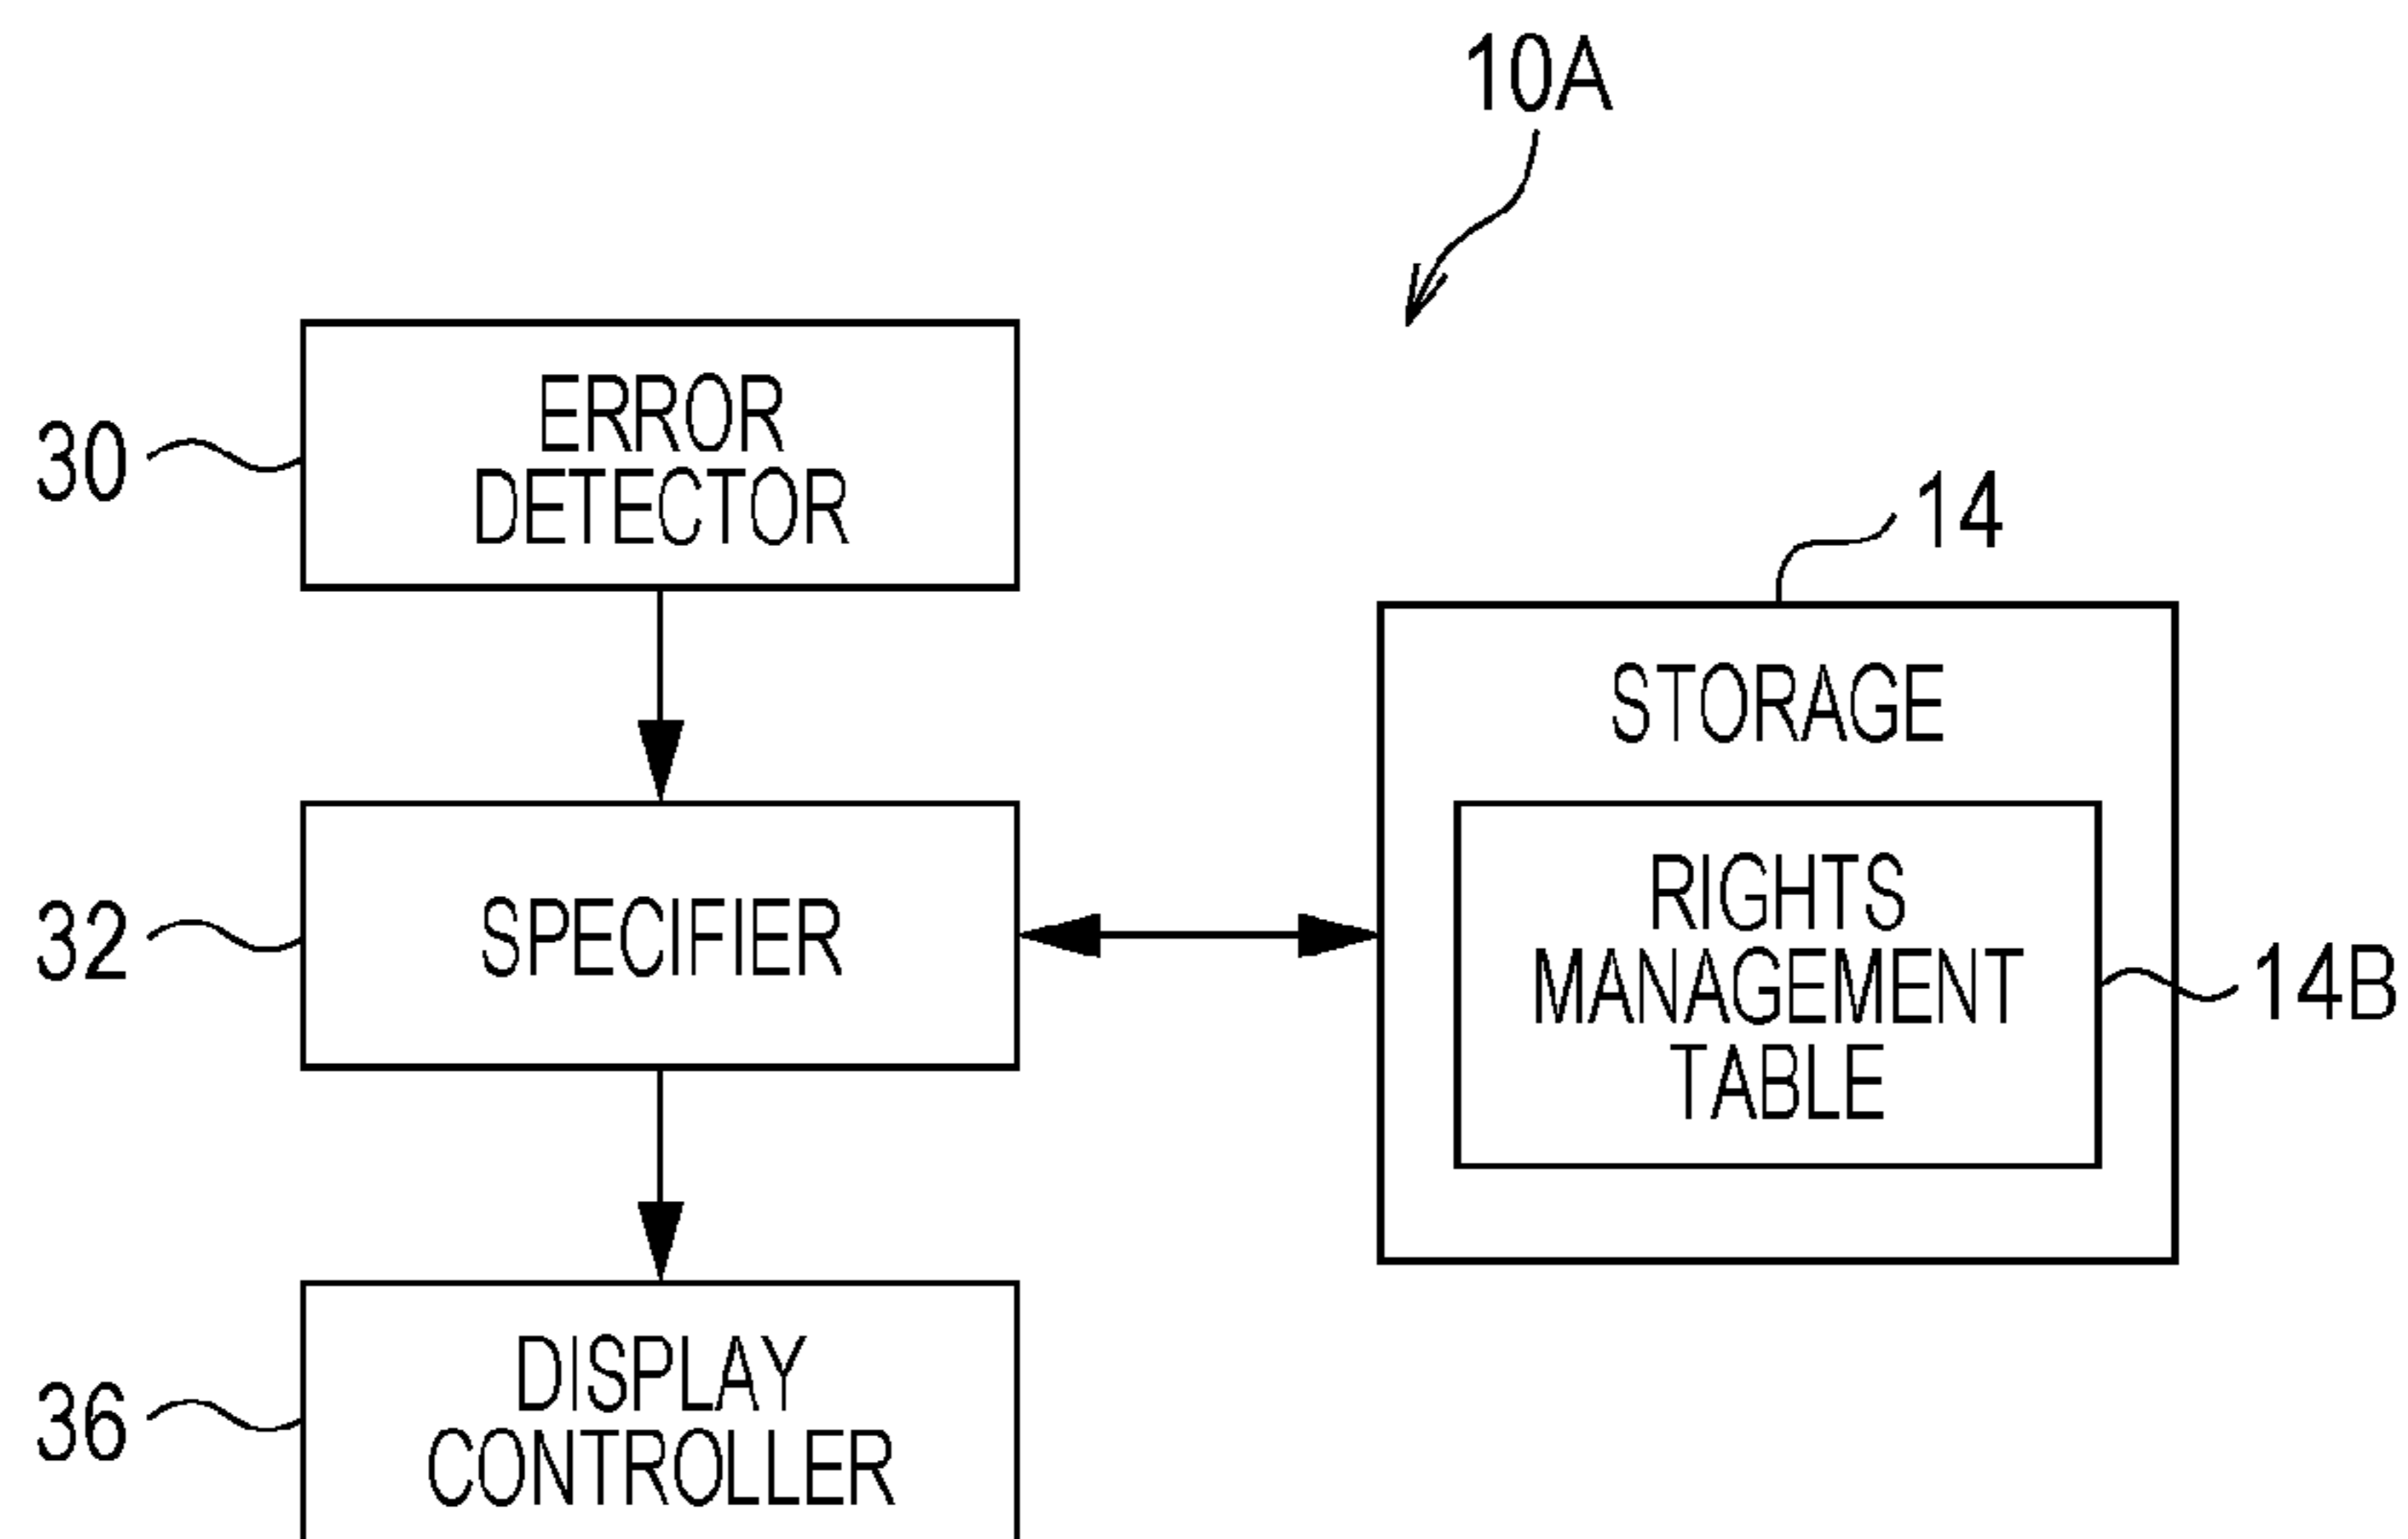 10A
ERROR
DETECTOR
30
14
STORAGE
RIGHTS
MANAGEMENT
TABLE
14B
SPECIFIER
32
DISPLAY
CONTROLLER
36